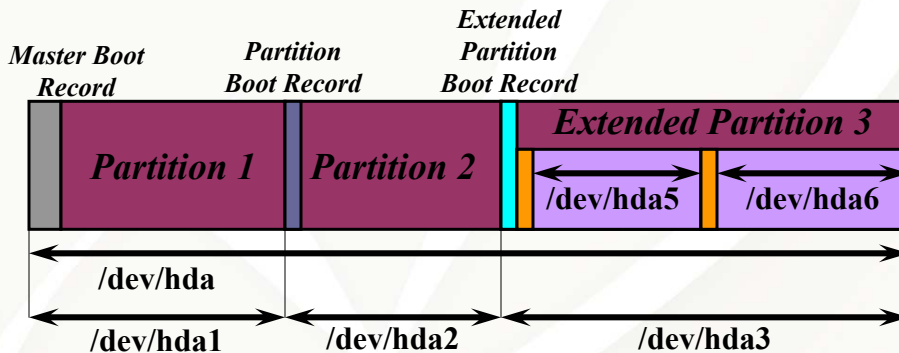 Master Boot
Record
Partition
Boot Record
Extended
Partition
Boot Record
Partition 1
Partition 2
Extended Partition 3
/dev/hda5
/dev/hda6
/dev/hda
/dev/hda1
/dev/hda2
/dev/hda3